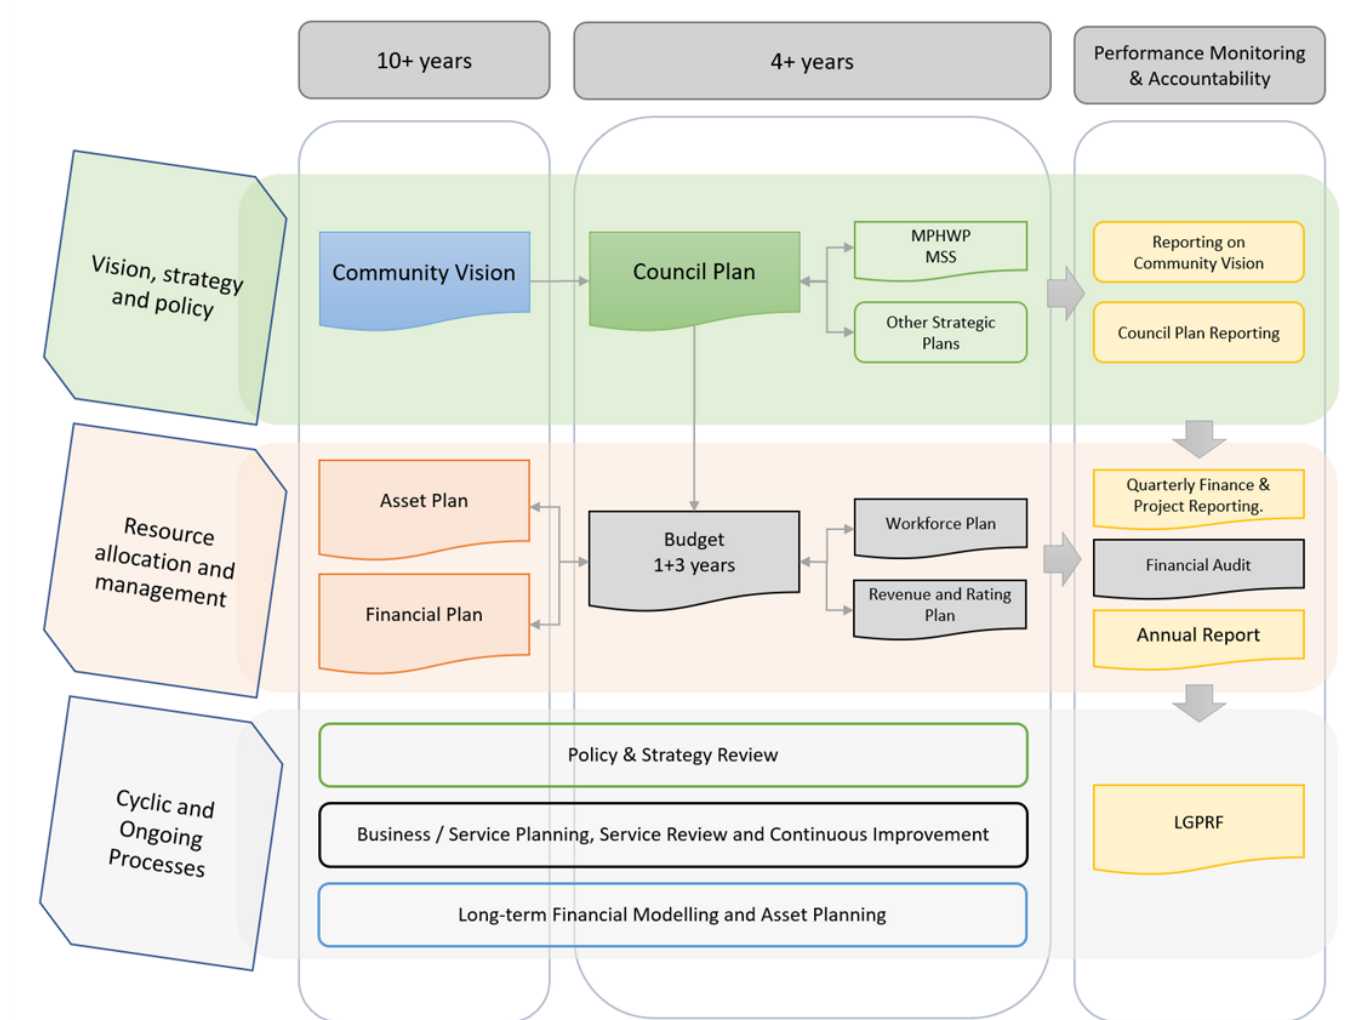 10+ years
4+ years
Performance Monitoring
& Accountability
Vision, strategy
and policy
Community Vision
Council Plan
MPHWP
MSS
Other Strategic
Plans
Reporting on
Community Vision
Council Plan Reporting
Resource
allocation and
management
Asset Plan
Financial Plan
Budget
1+3 years
Workforce Plan
Revenue and Rating
Plan
Quarterly Finance &
Project Reporting.
Financial Audit
Annual Report
Cyclic and
Ongoing
Processes
Policy & Strategy Review
Business / Service Planning, Service Review and Continuous Improvement
Long-term Financial Modelling and Asset Planning
LGPRF